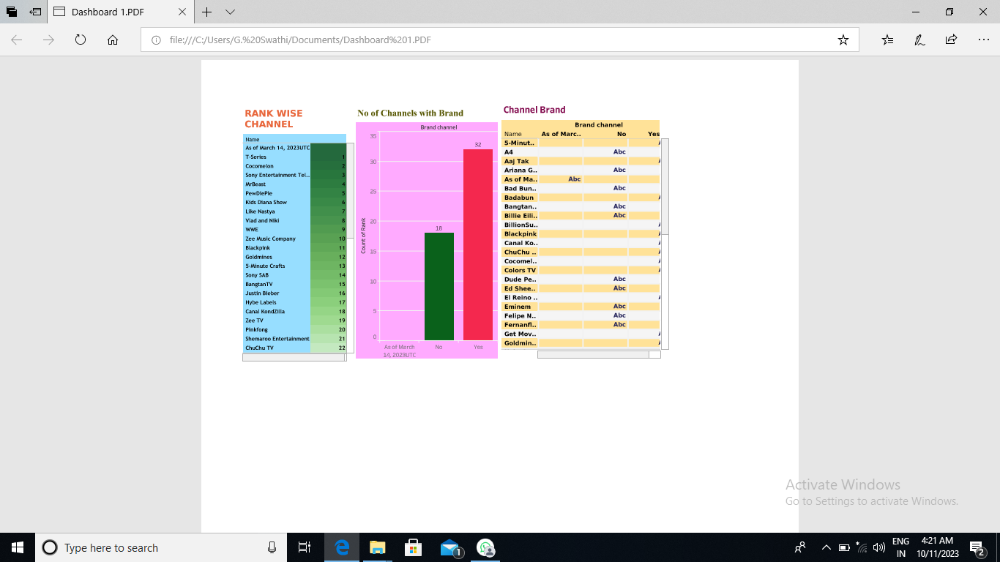 Dashboard 1.PDF
file:///C:/Users/G.%20Swathi/Documents/Dashboard%201.PDF
RANK WISE
CHANNEL
Name
As of March 14, 2023UTC
T-Series 1
Cocomelon 2
Sony Entertainment Tel.. 3
MrBeast 4
PewDiePie 5
Kids Diana Show 6
Like Nastya 7
Vlad and Niki 8
WWE 9
Zee Music Company 10
Blackpink 11
Goldmines 12
5-Minute Crafts 13
Sony SAB 14
BangtanTV 15
Justin Bieber 16
Hybe Labels 17
Canal KondZilla 18
Zee TV 19
Pinkfong 20
Shemaroo Entertainment 21
ChuChu TV 22
No of Channels with Brand
Brand channel
Count of Rank
35
30
25
20
15
10
5
0
18
32
As of March
14, 2023UTC
No
Yes
Channel Brand
Brand channel
Name As of Marc.. No Yes
5-Minut..
A4 Abc
Aaj Tak
Ariana G.. Abc
As of Ma.. Abc
Bad Bun.. Abc
Badabun
Bangtan.. Abc
Billie Eili.. Abc
BillionSu..
Blackpink
Canal Ko..
ChuChu ..
Cocomel..
Colors TV
Dude Pe.. Abc
Ed Shee.. Abc
El Reino ..
Eminem Abc
Felipe N.. Abc
Fernanfl.. Abc
Get Mov..
Goldmin..
Activate Windows
Go to Settings to activate Windows.
Type here to search
1
ENG
IN
4:21 AM
10/11/2023
2